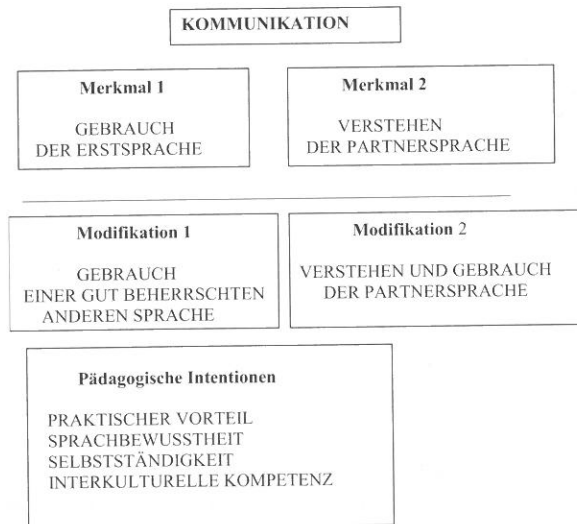 KOMMUNIKATION
Merkmal 1
GEBRAUCH
DER ERSTSPRACHE
Merkmal 2
VERSTEHEN
DER PARTNERSPRACHE
Modifikation 1
GEBRAUCH
EINER GUT BEHERRSCHTEN
ANDEREN SPRACHE
Modifikation 2
VERSTEHEN UND GEBRAUCH
DER PARTNERSPRACHE
Pädagogische Intentionen
PRAKTISCHER VORTEIL
SPRACHBEWUSSTHEIT
SELBSTSTÄNDIGKEIT
INTERKULTURELLE KOMPETENZ